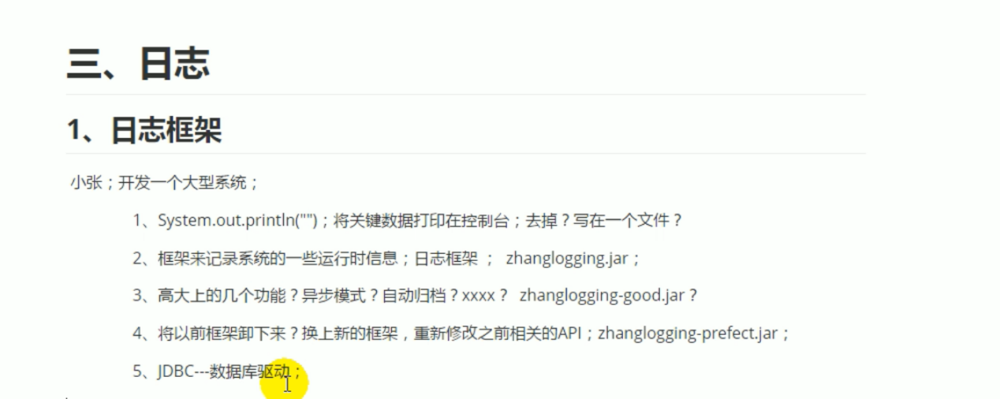 三、日志
1、日志框架
小张；开发一个大型系统；
1、System.out.println("")；将关键数据打印在控制台；去掉？写在一个文件？
2、框架来记录系统的一些运行时信息；日志框架 ； zhanglogging.jar；
3、高大上的几个功能？异步模式？自动归档？xxxx？ zhanglogging-good.jar？
4、将以前框架卸下来？换上新的框架，重新修改之前相关的API；zhanglogging-prefect.jar；
5、JDBC---数据库驱动；